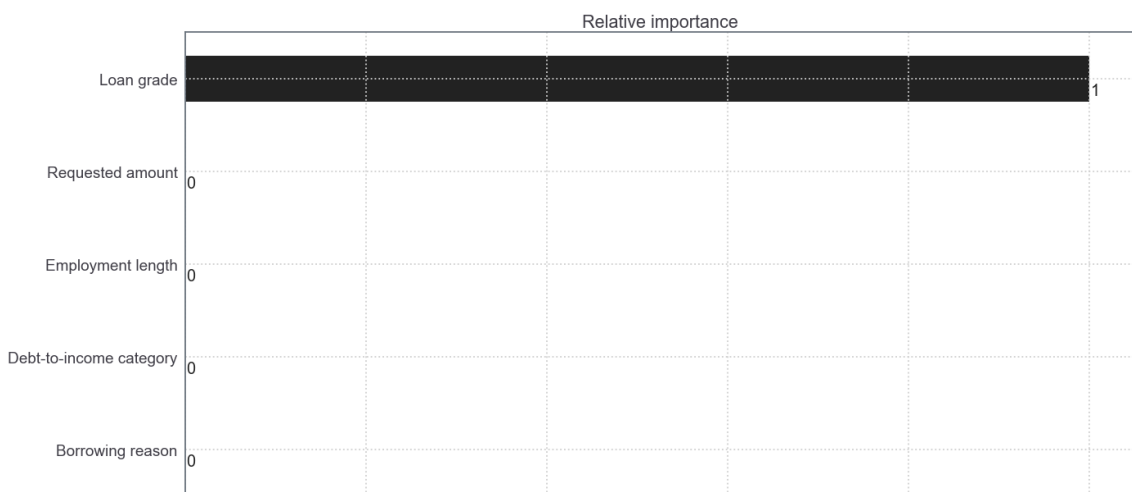 Relative importance
Loan grade
1
Requested amount
0
Employment length
0
Debt-to-income category
0
Borrowing reason
0